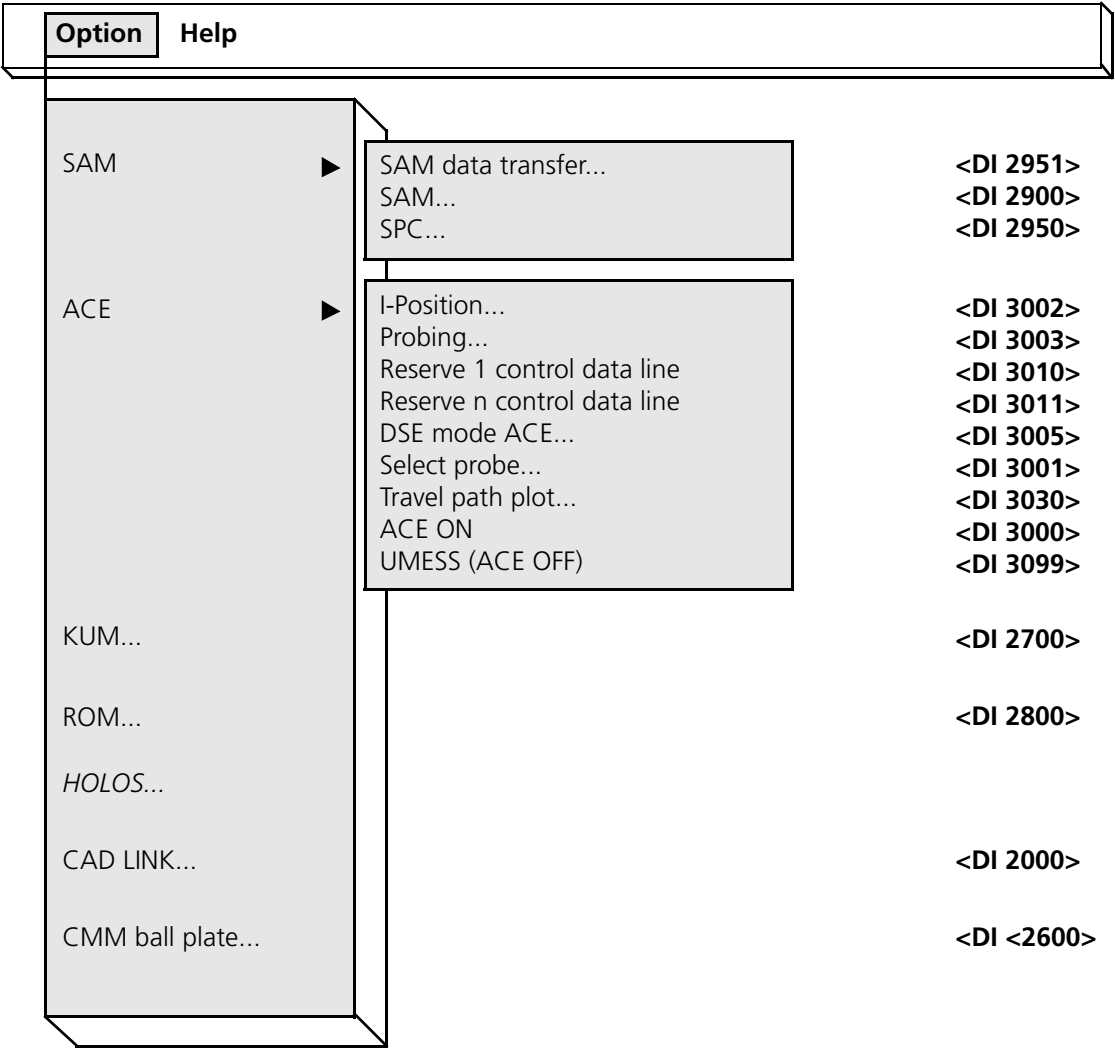 Option Help
SAM ▶ SAM data transfer... <DI 2951>
SAM... <DI 2900>
SPC... <DI 2950>
ACE ▶ I-Position... <DI 3002>
Probing... <DI 3003>
Reserve 1 control data line <DI 3010>
Reserve n control data line <DI 3011>
DSE mode ACE... <DI 3005>
Select probe... <DI 3001>
Travel path plot... <DI 3030>
ACE ON <DI 3000>
UMESS (ACE OFF) <DI 3099>
KUM... <DI 2700>
ROM... <DI 2800>
HOLOS...
CAD LINK... <DI 2000>
CMM ball plate... <DI <2600>